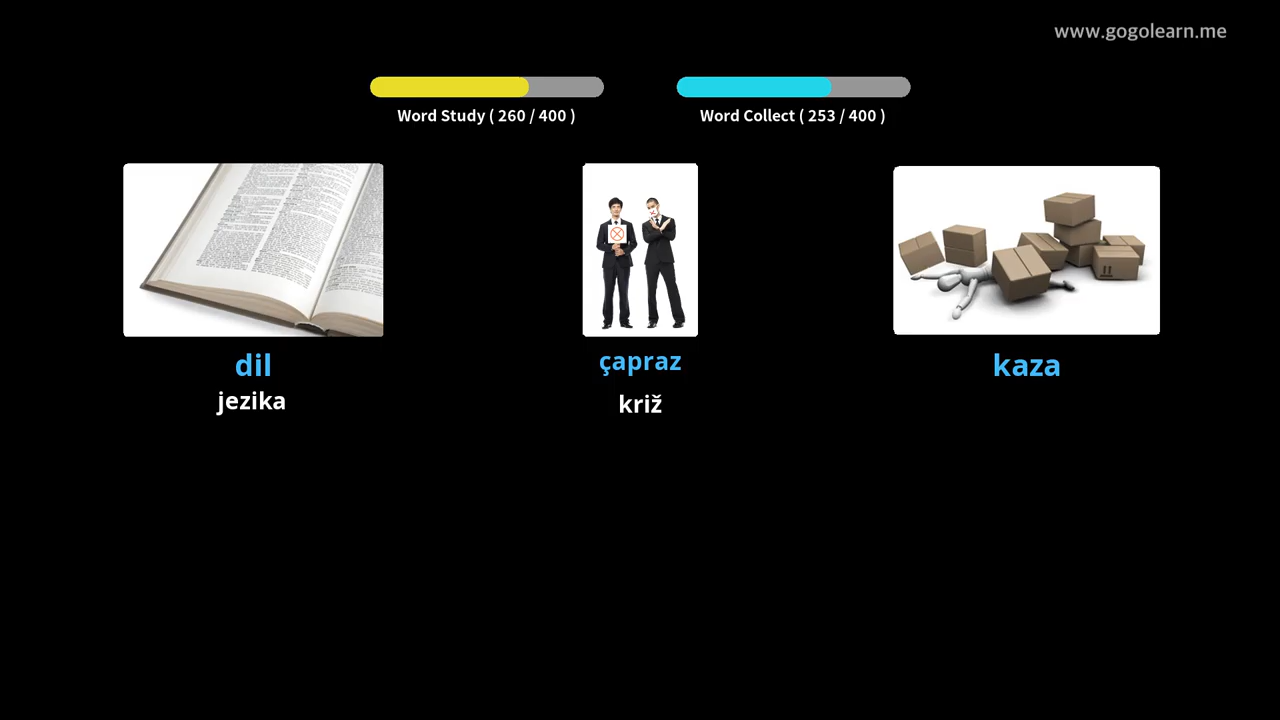 www.gogolearn.me
Word Study ( 260 / 400 )
Word Collect ( 253 / 400 )
dil
jezika
çapraz
križ
kaza